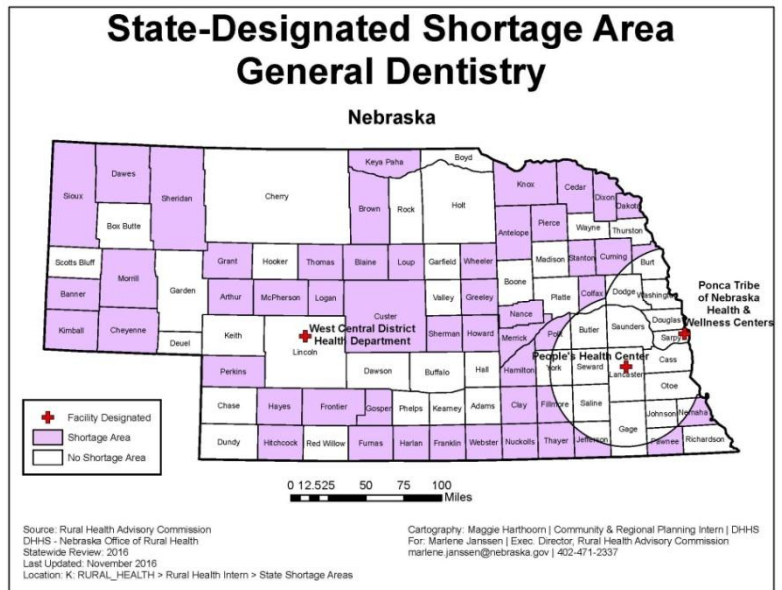 State-Designated Shortage Area
General Dentistry
Nebraska
Keya Paha
Boyd
Dawes
Sioux
Sheridan
Cherry
Brown
Rock
Holt
Knox
Cedar
Dixon
Dakota
Box Butte
Antelope
Pierce
Wayne
Thurston
Scotts Bluff
Morrill
Garden
Grant
Hooker
Thomas
Blaine
Loup
Garfield
Wheeler
Boone
Madison
Stanton
Cuming
Burt
Banner
Arthur
McPherson
Logan
Custer
Valley
Greeley
Nance
Platte
Colfax
Dodge
Washington
Ponca Tribe
of Nebraska
Health &
Wellness Centers
Kimball
Cheyenne
Deuel
Keith
Lincoln
West Central District
Health Department
Sherman
Howard
Merrick
Polk
Butler
Saunders
Douglas
Sarpy
People's Health Center
Perkins
Dawson
Buffalo
Hall
Hamilton
York
Seward
Lancaster
Cass
Otoe
Chase
Hayes
Frontier
Gosper
Phelps
Kearney
Adams
Clay
Fillmore
Saline
Johnson
Nemaha
Dundy
Hitchcock
Red Willow
Furnas
Harlan
Franklin
Webster
Nuckolls
Thayer
Jefferson
Gage
Pawnee
Richardson
Facility Designated
Shortage Area
No Shortage Area
0 12.525 50 75 100
Miles
Source: Rural Health Advisory Commission
DHHS - Nebraska Office of Rural Health
Statewide Review: 2016
Last Updated: November 2016
Location: K: RURAL_HEALTH > Rural Health Intern > State Shortage Areas
Cartography: Maggie Harthoorn | Community & Regional Planning Intern | DHHS
For: Marlene Janssen | Exec. Director, Rural Health Advisory Commission
marlene.janssen@nebraska.gov | 402-471-2337